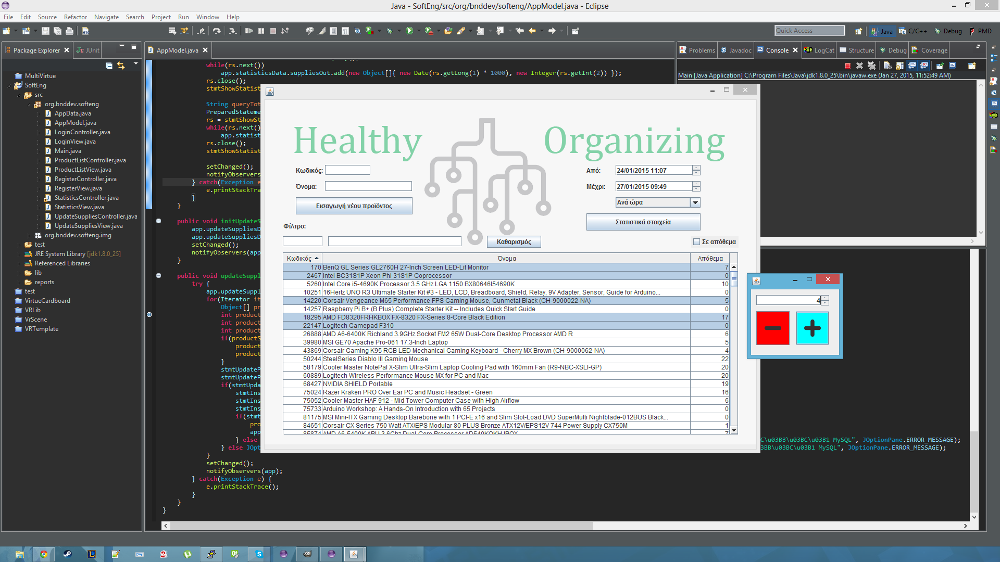 Java - SoftEng/src/org/bnddev/softeng/AppModel.java - Eclipse
File Edit Source Refactor Navigate Search Project Run Window Help
Quick Access
Java
C/C++
Debug
PMD
Package Explorer
JUnit
MultiVirtue
SoftEng
src
org.bnddev.softeng
AppData.java
AppModel.java
LoginController.java
LoginView.java
Main.java
ProductListController.java
ProductListView.java
RegisterController.java
RegisterView.java
StatisticsController.java
StatisticsView.java
UpdateSuppliesController.java
UpdateSuppliesView.java
org.bnddev.softeng.img
test
JRE System Library [jdk1.8.0_25]
Referenced Libraries
lib
reports
test
VirtueCardboard
VRLib
VrScene
VRTemplate
AppModel.java
while(rs.next())
app.statisticsData.suppliesOut.add(new Object[]{ new Date(rs.getLong(1) * 1000), new Integer(rs.getInt(2)) });
rs.close();
stmtShowStatist
String queryTot
PreparedStateme
rs = stmtShowSt
while(rs.next()
app.statist
rs.close();
stmtShowStatist
setChanged();
notifyObservers
} catch(Exception e
e.printStackTra
}
}
public void initUpdateS
app.updateSuppliesD
app.updateSuppliesD
setChanged();
notifyObservers(app
}
public void updateSuppl
try {
app.updateSuppl
for(Iterator it
Object[] pr
int product
int product
int product
if(productS
product
product
}
stmtUpdateP
stmtUpdateP
if(stmtUpda
stmtIns
stmtIns
stmtIns
if(stmt
pro
app
} else
} else JOpt
}
setChanged();
notifyObservers(app);
} catch(Exception e) {
e.printStackTrace();
}
}
}
Problems
Javadoc
Console
LogCat
Structure
Debug
Coverage
Main [Java Application] C:\Program Files\Java\jdk1.8.0_25\bin\javaw.exe (Jan 27, 2015, 11:52:49 AM)
C\u03BB\u03BC\u03B1 MySQL", JOptionPane.ERROR_MESSAGE);
3BB\u03BC\u03B1 MySQL", JOptionPane.ERROR_MESSAGE);
Healthy Organizing
Κωδικός:
Όνομα:
Εισαγωγή νέου προϊόντος
Από: 24/01/2015 11:07
Μέχρι: 27/01/2015 09:49
Ανά ώρα
Στατιστικά στοιχεία
Φίλτρο:
Καθαρισμός
Σε απόθεμα
Κωδικός Όνομα Απόθεμα
170 BenQ GL Series GL2760H 27-Inch Screen LED-Lit Monitor 7
2467 Intel BC31S1P Xeon Phi 31S1P Coprocessor 0
5260 Intel Core i5-4690K Processor 3.5 GHz LGA 1150 BX80646I54690K 10
10251 16Hertz UNO R3 Ultimate Starter Kit #3 - LED, LCD, Breadboard, Shield, Relay, 9V Adapter, Sensor, Guide for Arduino... 0
14220 Corsair Vengeance M65 Performance FPS Gaming Mouse, Gunmetal Black (CH-9000022-NA) 5
14257 Raspberry Pi B+ (B Plus) Complete Starter Kit -- Includes Quick Start Guide 0
18295 AMD FD8320FRHKBOX FX-8320 FX-Series 8-Core Black Edition 17
22147 Logitech Gamepad F310 0
26888 AMD A6-6400K Richland 3.9GHz Socket FM2 65W Dual-Core Desktop Processor AMD R 6
39980 MSI GE70 Apache Pro-061 17.3-Inch Laptop 5
43869 Corsair Gaming K95 RGB LED Mechanical Gaming Keyboard - Cherry MX Brown (CH-9000062-NA) 4
50244 SteelSeries Diablo III Gaming Mouse 22
58179 Cooler Master NotePal X-Slim Ultra-Slim Laptop Cooling Pad with 160mm Fan (R9-NBC-XSLI-GP) 20
60889 Logitech Wireless Performance Mouse MX for PC and Mac 20
68427 NVIDIA SHIELD Portable 19
75024 Razer Kraken PRO Over Ear PC and Music Headset - Green 16
75052 Cooler Master HAF 912 - Mid Tower Computer Case with High Airflow 6
75733 Arduino Workshop: A Hands-On Introduction with 65 Projects 0
81175 MSI Mini-ITX Gaming Desktop Barebone with 1 PCI-E x16 and Slim Slot-Load DVD SuperMulti Nightblade-012BUS Black... 0
84651 Corsair CX Series 750 Watt ATX/EPS Modular 80 PLUS Bronze ATX12V/EPS12V 744 Power Supply CX750M 1
85874 AMD A6-5400K APU 3.6Ghz Dual-Core Processor AD540KOKHJBOX 7
4